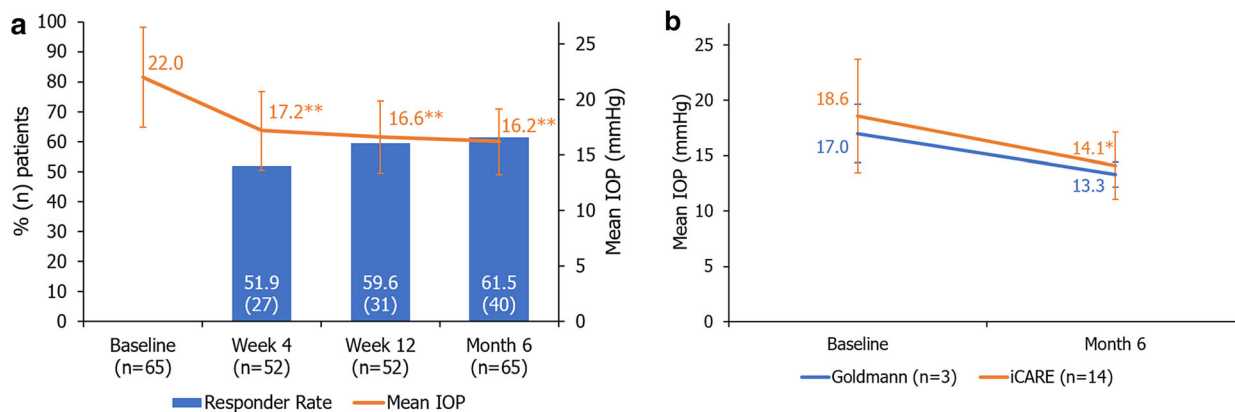 a
% (n) patients
100
90
80
70
60
50
40
30
20
10
0
22.0
17.2**
16.6**
16.2**
51.9
(27)
59.6
(31)
61.5
(40)
25
20
15
10
5
0
Mean IOP (mmHg)
Baseline
(n=65)
Week 4
(n=52)
Week 12
(n=52)
Month 6
(n=65)
Responder Rate
Mean IOP
b
Mean IOP (mmHg)
25
20
15
10
5
0
18.6
17.0
14.1*
13.3
Baseline
Month 6
Goldmann (n=3)
iCARE (n=14)